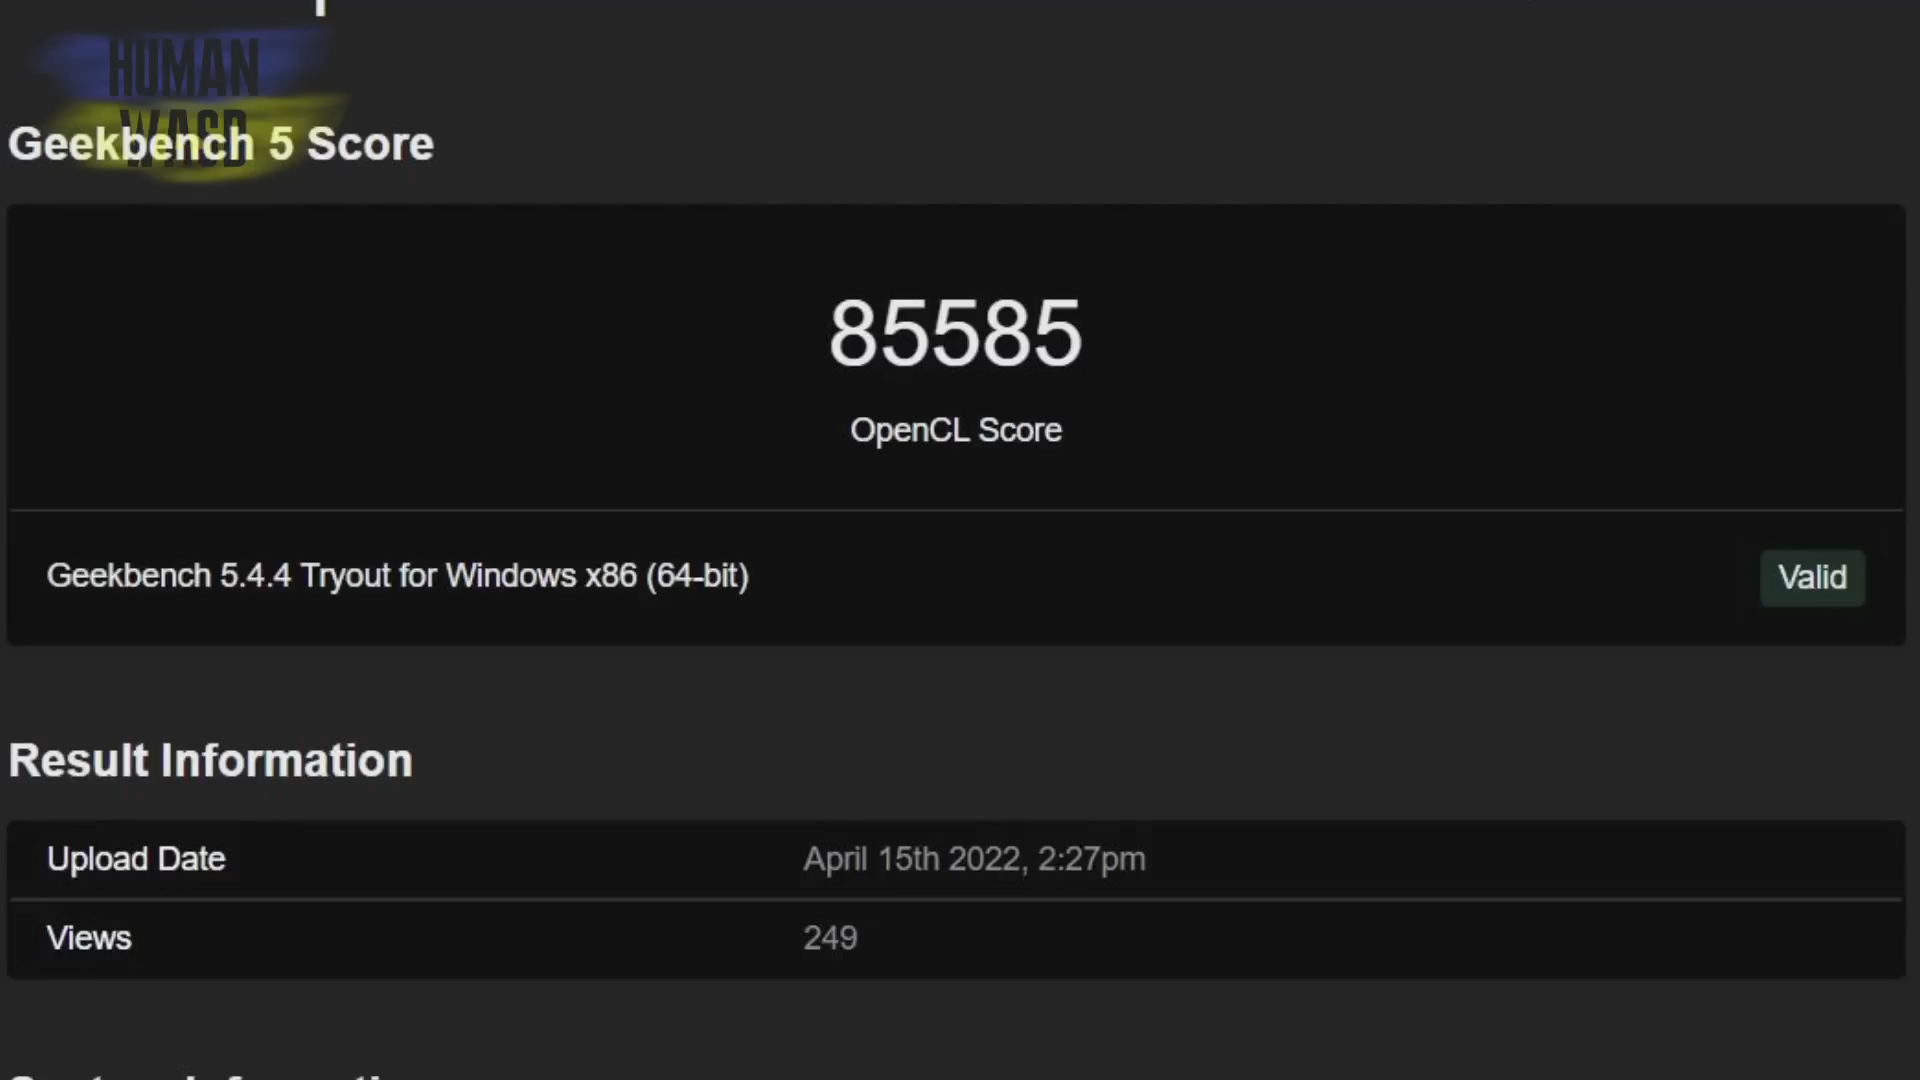 HUMAN
WASD
Geekbench 5 Score
85585
OpenCL Score
Geekbench 5.4.4 Tryout for Windows x86 (64-bit)
Valid
Result Information
Upload Date April 15th 2022, 2:27pm
Views 249